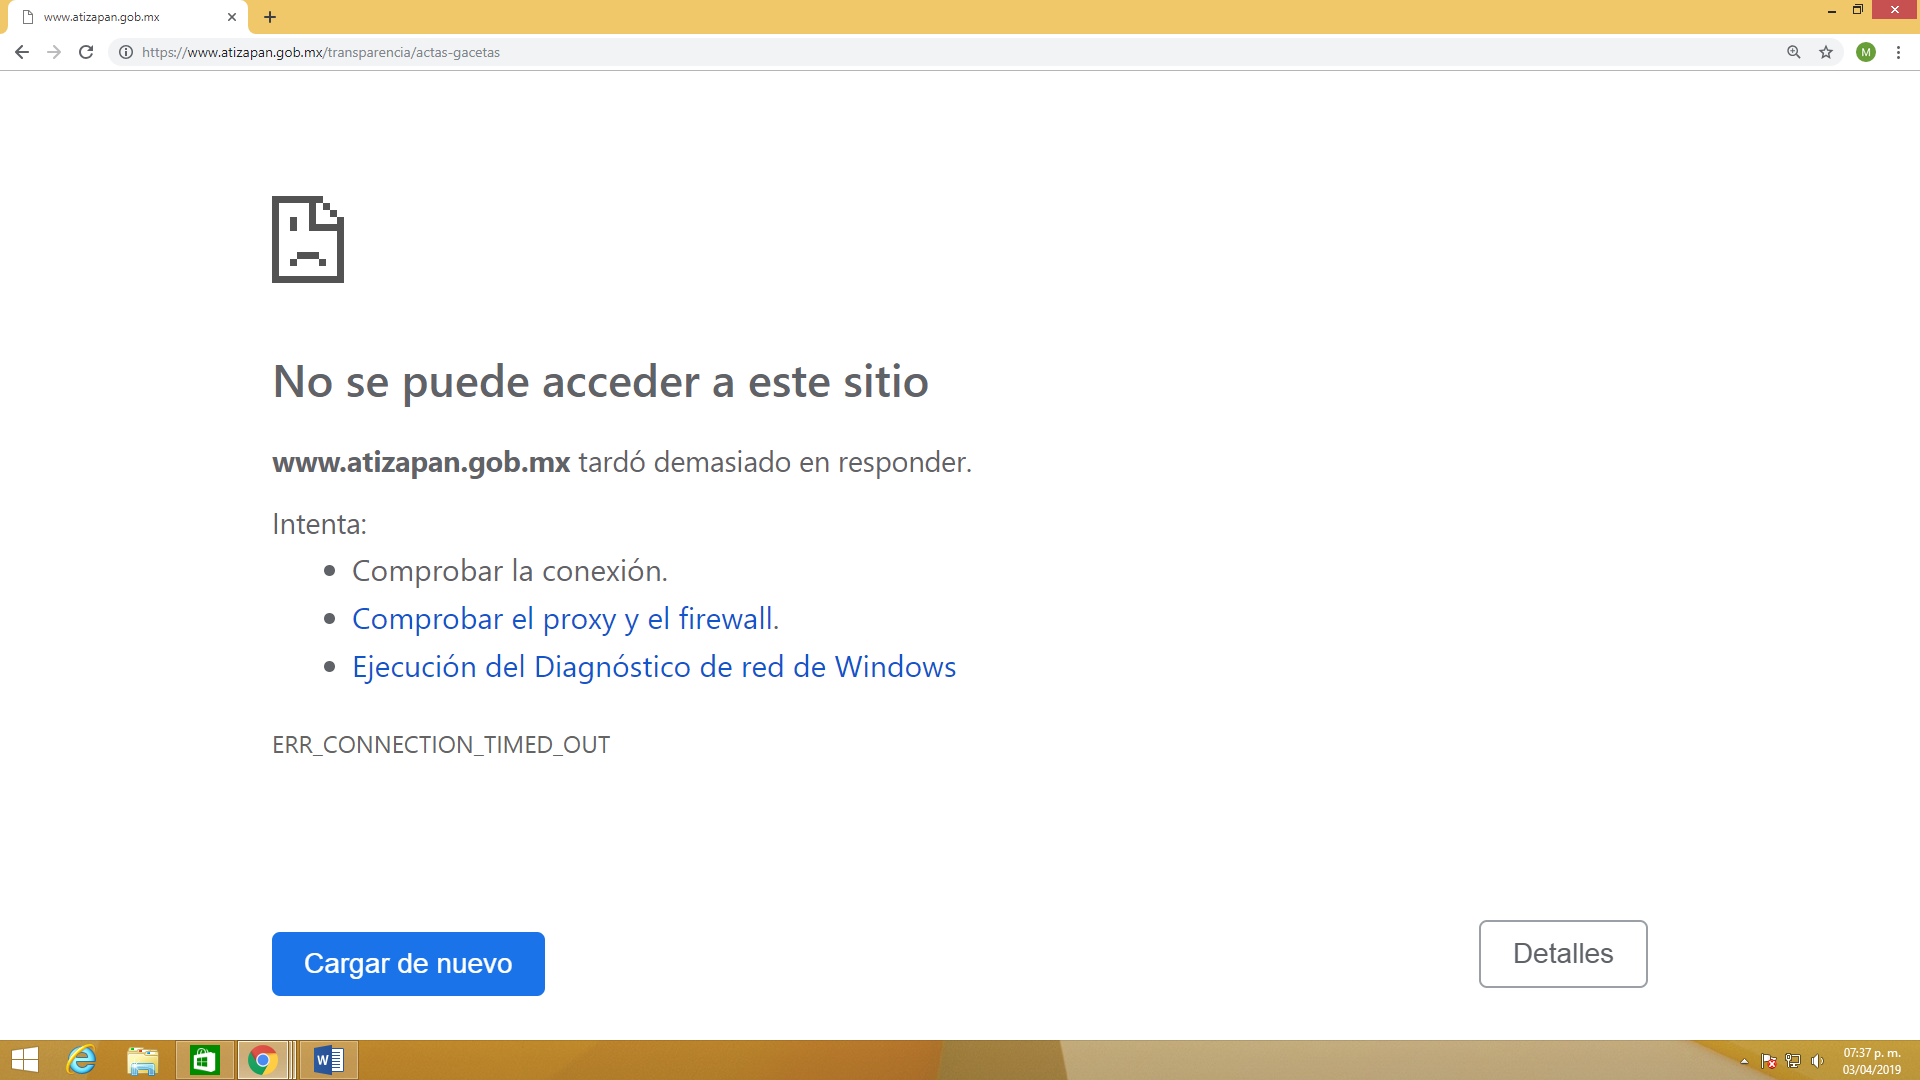 www.atizapan.gob.mx
https://www.atizapan.gob.mx/transparencia/actas-gacetas
M
No se puede acceder a este sitio
www.atizapan.gob.mx tardó demasiado en responder.
Intenta:
• Comprobar la conexión.
• Comprobar el proxy y el firewall.
• Ejecución del Diagnóstico de red de Windows
ERR_CONNECTION_TIMED_OUT
Cargar de nuevo
Detalles
07:37 p. m.
03/04/2019